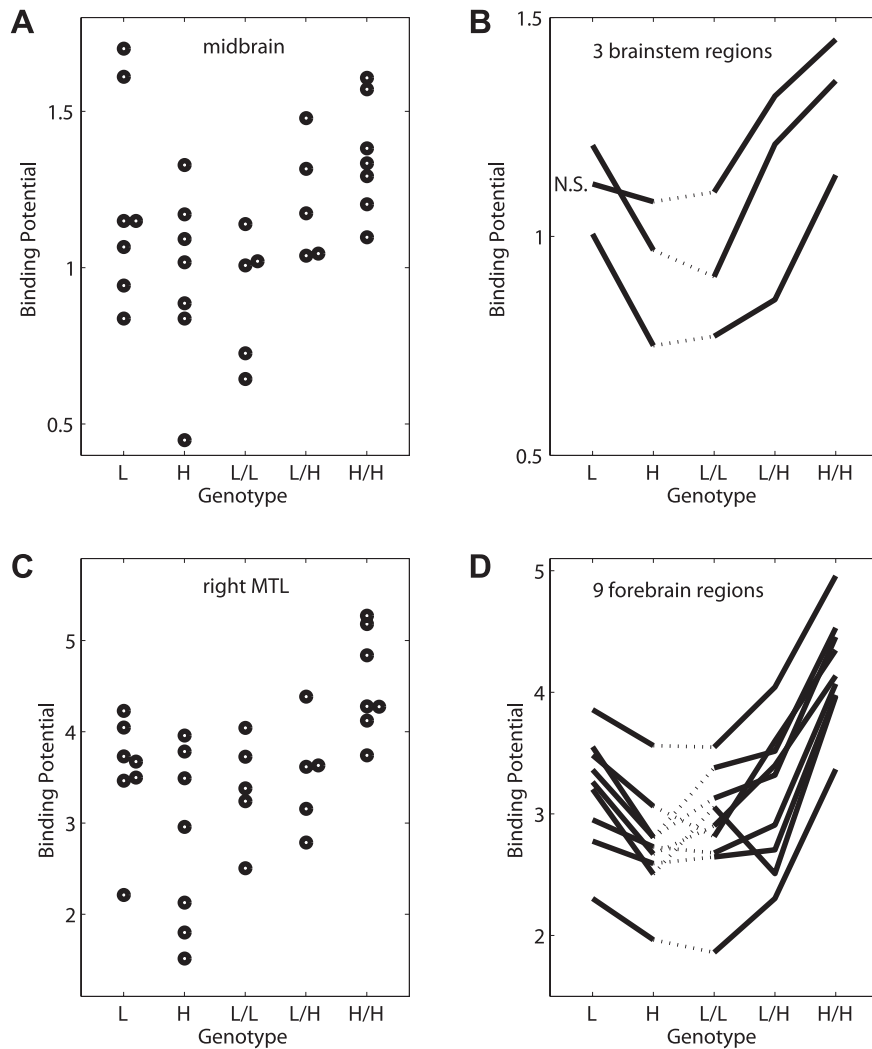 A
midbrain
1.5
1
0.5
Binding Potential
L H L/L L/H H/H
Genotype
B
3 brainstem regions
N.S.
1.5
1
0.5
Binding Potential
L H L/L L/H H/H
Genotype
C
right MTL
5
4
3
2
Binding Potential
L H L/L L/H H/H
Genotype
D
9 forebrain regions
5
4
3
2
Binding Potential
L H L/L L/H H/H
Genotype